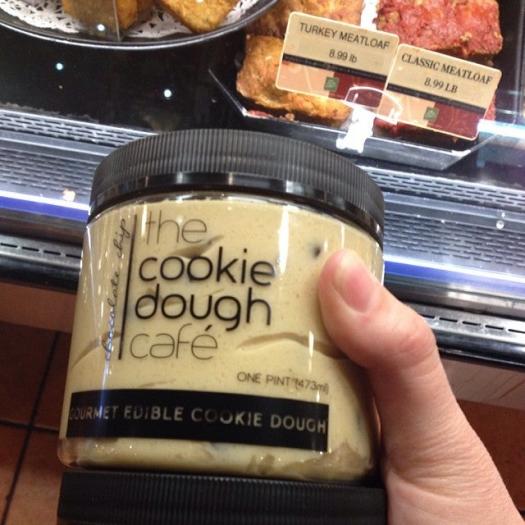 TURKEY MEATLOAF
8.99 lb
CLASSIC MEATLOAF
8.99 LB
chocolate chip
the
cookie
dough
café
ONE PINT (473ml)
GOURMET EDIBLE COOKIE DOUGH